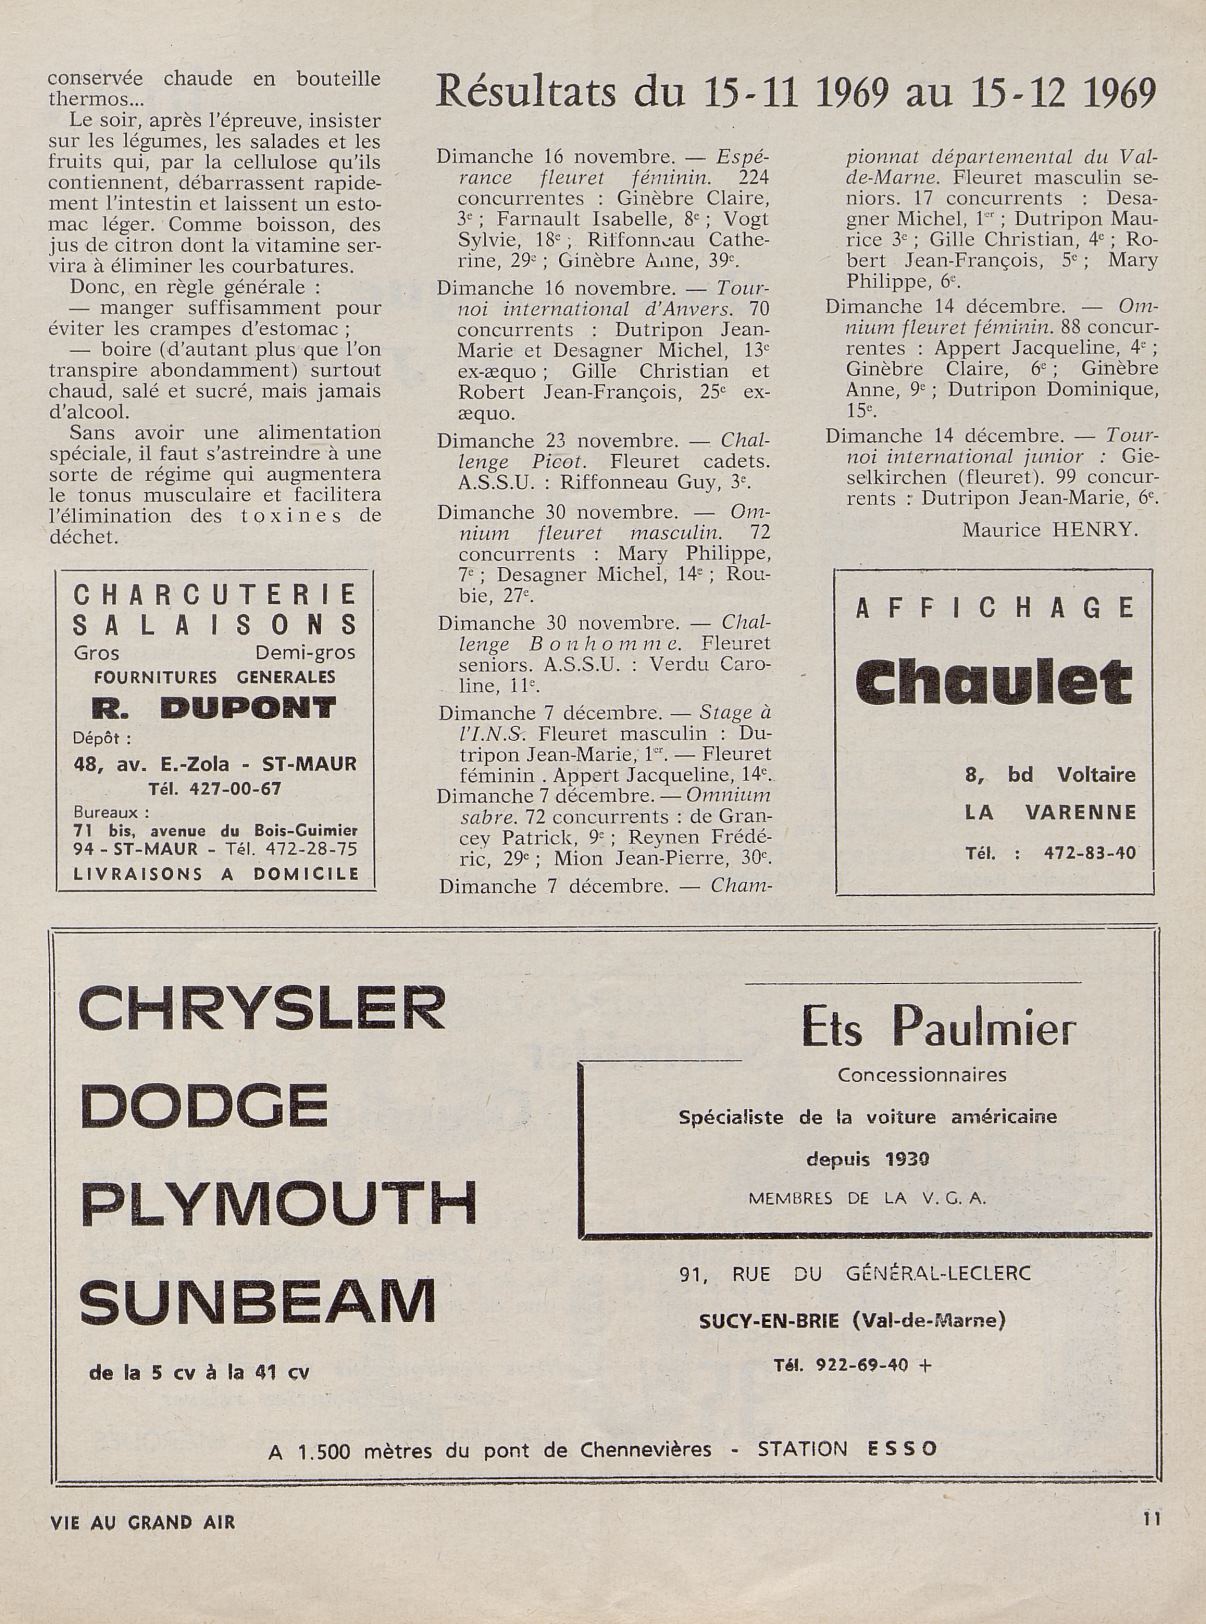 conservée chaude en bouteille
thermos...
Le soir, après l'épreuve, insister
sur les légumes, les salades et les
fruits qui, par la cellulose qu'ils
contiennent, débarrassent rapide-
ment l'intestin et laissent un esto-
mac léger. Comme boisson, des
jus de citron dont la vitamine ser-
vira à éliminer les courbatures.
Donc, en règle générale :
— manger suffisamment pour
éviter les crampes d'estomac ;
— boire (d'autant plus que l'on
transpire abondamment) surtout
chaud, salé et sucré, mais jamais
d'alcool.
Sans avoir une alimentation
spéciale, il faut s'astreindre à une
sorte de régime qui augmentera
le tonus musculaire et facilitera
l'élimination des toxines de
déchet.
CHARCUTERIE
SALAISONS
Gros Demi-gros
FOURNITURES GENERALES
R. DUPONT
Dépôt :
48, av. E.-Zola - ST-MAUR
Tél. 427-00-67
Bureaux :
71 bis, avenue du Bois-Guimier
94 - ST-MAUR - Tél. 472-28-75
LIVRAISONS A DOMICILE
Résultats du 15-11 1969 au 15-12 1969
Dimanche 16 novembre. — Espé-
rance fleuret féminin. 224
concurrentes : Ginèbre Claire,
3e ; Farnault Isabelle, 8e ; Vogt
Sylvie, 18e ; Riffonneau Cathe-
rine, 29e ; Ginèbre Anne, 39e.
Dimanche 16 novembre. — Tour-
noi international d'Anvers. 70
concurrents : Dutripon Jean-
Marie et Desagner Michel, 13e
ex-æquo ; Gille Christian et
Robert Jean-François, 25e ex-
æquo.
Dimanche 23 novembre. — Chal-
lenge Picot. Fleuret cadets.
A.S.S.U. : Riffonneau Guy, 3e.
Dimanche 30 novembre. — Om-
nium fleuret masculin. 72
concurrents : Mary Philippe,
7e ; Desagner Michel, 14e ; Rou-
bie, 27e.
Dimanche 30 novembre. — Chal-
lenge Bonhomme. Fleuret
seniors. A.S.S.U. : Verdu Caro-
line, 11e.
Dimanche 7 décembre. — Stage à
l'I.N.S. Fleuret masculin : Du-
tripon Jean-Marie, 1er. — Fleuret
féminin . Appert Jacqueline, 14e.
Dimanche 7 décembre. — Omnium
sabre. 72 concurrents : de Gran-
cey Patrick, 9e ; Reynen Frédé-
ric, 29e ; Mion Jean-Pierre, 30e.
Dimanche 7 décembre. — Cham-
pionnat départemental du Val-
de-Marne. Fleuret masculin se-
niors. 17 concurrents : Desa-
gner Michel, 1er ; Dutripon Mau-
rice 3e ; Gille Christian, 4e ; Ro-
bert Jean-François, 5e ; Mary
Philippe, 6e.
Dimanche 14 décembre. — Om-
nium fleuret féminin. 88 concur-
rentes : Appert Jacqueline, 4e ;
Ginèbre Claire, 6e ; Ginèbre
Anne, 9e ; Dutripon Dominique,
15e.
Dimanche 14 décembre. — Tour-
noi international junior : Gie-
selkirchen (fleuret). 99 concur-
rents : Dutripon Jean-Marie, 6e.
Maurice HENRY.
AFFICHAGE
Chaulet
8, bd Voltaire
LA VARENNE
Tél. : 472-83-40
CHRYSLER
DODGE
PLYMOUTH
SUNBEAM
de la 5 cv à la 41 cv
Ets Paulmier
Concessionnaires
Spécialiste de la voiture américaine
depuis 1930
MEMBRES DE LA V.G.A.
91, RUE DU GÉNÉRAL-LECLERC
SUCY-EN-BRIE (Val-de-Marne)
Tél. 922-69-40 +
A 1.500 mètres du pont de Chennevières - STATION ESSO
VIE AU GRAND AIR
11